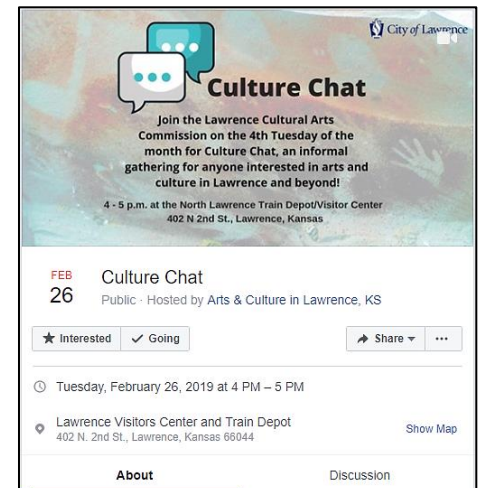 City of Lawrence
Culture Chat
Join the Lawrence Cultural Arts
Commission on the 4th Tuesday of the
month for Culture Chat, an informal
gathering for anyone interested in arts and
culture in Lawrence and beyond!
4 - 5 p.m. at the North Lawrence Train Depot/Visitor Center
402 N 2nd St., Lawrence, Kansas
FEB
26
Culture Chat
Public · Hosted by Arts & Culture in Lawrence, KS
Interested Going Share ...
Tuesday, February 26, 2019 at 4 PM – 5 PM
Lawrence Visitors Center and Train Depot
402 N. 2nd St., Lawrence, Kansas 66044
Show Map
About Discussion